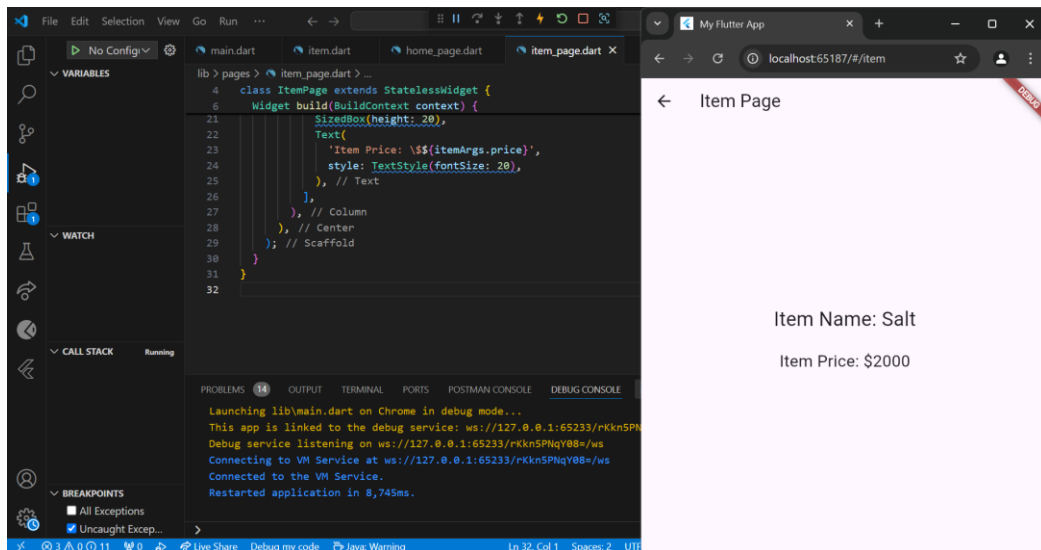 File Edit Selection View Go Run ...
No Configu
VARIABLES
WATCH
CALL STACK Running
BREAKPOINTS
All Exceptions
Uncaught Excep...
main.dart item.dart home_page.dart item_page.dart
lib > pages > item_page.dart > ...
4 class ItemPage extends StatelessWidget {
6 Widget build(BuildContext context) {
21 SizedBox(height: 20),
22 Text(
23 'Item Price: \$${itemArgs.price}',
24 style: TextStyle(fontSize: 20),
25 ), // Text
26 ],
27 ), // Column
28 ), // Center
29 ); // Scaffold
30 }
31 }
32
PROBLEMS 14 OUTPUT TERMINAL PORTS POSTMAN CONSOLE DEBUG CONSOLE
Launching lib\main.dart on Chrome in debug mode...
This app is linked to the debug service: ws://127.0.0.1:65233/rKkn5PN
Debug service listening on ws://127.0.0.1:65233/rKkn5PNqY08=/ws
Connecting to VM Service at ws://127.0.0.1:65233/rKkn5PNqY08=/ws
Connected to the VM Service.
Restarted application in 8,745ms.
3 0 11 0 Live Share Debug my code Java: Warning Ln 32, Col 1 Spaces: 2 UTF
My Flutter App
localhost:65187/#/item
Item Page
DEBUG
Item Name: Salt
Item Price: $2000